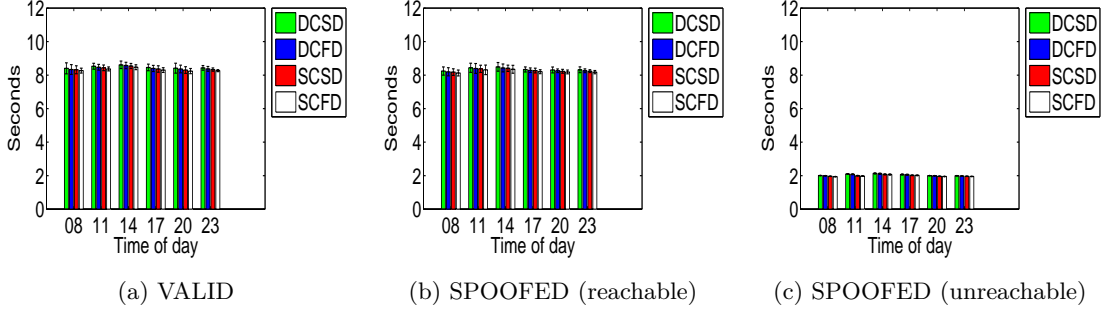 12
10
8
6
4
2
0
Seconds
08 11 14 17 20 23
Time of day
DCSD
DCFD
SCSD
SCFD
(a) VALID
12
10
8
6
4
2
0
Seconds
08 11 14 17 20 23
Time of day
DCSD
DCFD
SCSD
SCFD
(b) SPOOFED (reachable)
12
10
8
6
4
2
0
Seconds
08 11 14 17 20 23
Time of day
DCSD
DCFD
SCSD
SCFD
(c) SPOOFED (unreachable)